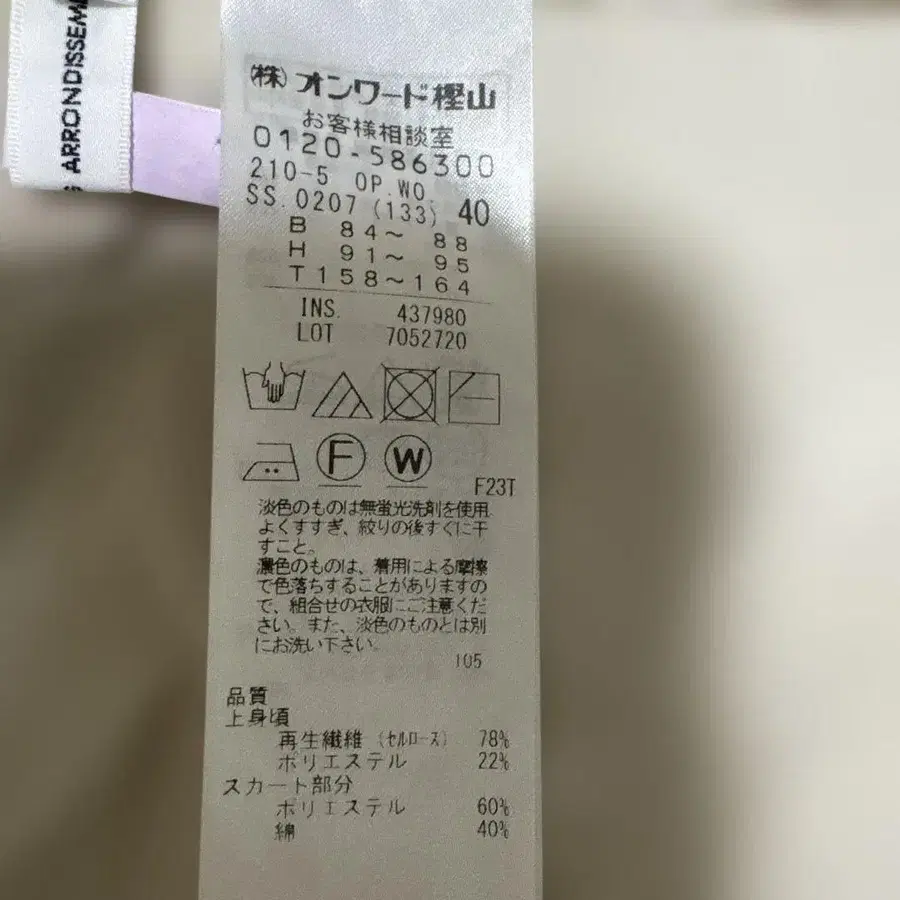 ARRONDISSEM
㈱オンワード樫山
お客様相談室
0120-586300
210-5 OP.WO.
SS.0207 (133) 40
B 84～ 88
H 91～ 95
T158～164
INS. 437980
LOT 7052720
F W
F23T
淡色のものは無蛍光洗剤を使用
よくすすぎ、絞りの後すぐに干
すこと。
濃色のものは、着用による摩擦
で色落ちすることがありますの
で、組合せの衣服にご注意くだ
さい。また、淡色のものとは別
にお洗い下さい。
105
品質
上身頃
再生繊維 (セルロース) 78%
ポリエステル 22%
スカート部分
ポリエステル 60%
綿 40%